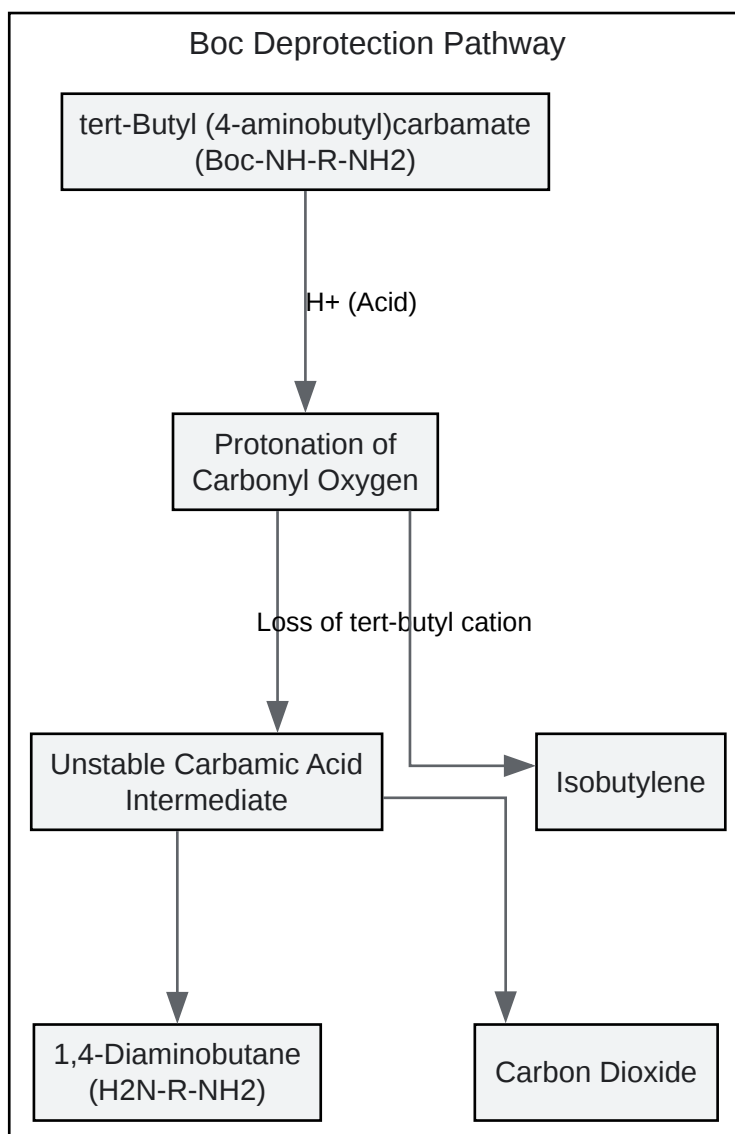 Boc Deprotection Pathway
tert-Butyl (4-aminobutyl)carbamate
(Boc-NH-R-NH2)
H+ (Acid)
Protonation of
Carbonyl Oxygen
Loss of tert-butyl cation
Unstable Carbamic Acid
Intermediate
Isobutylene
1,4-Diaminobutane
(H2N-R-NH2)
Carbon Dioxide